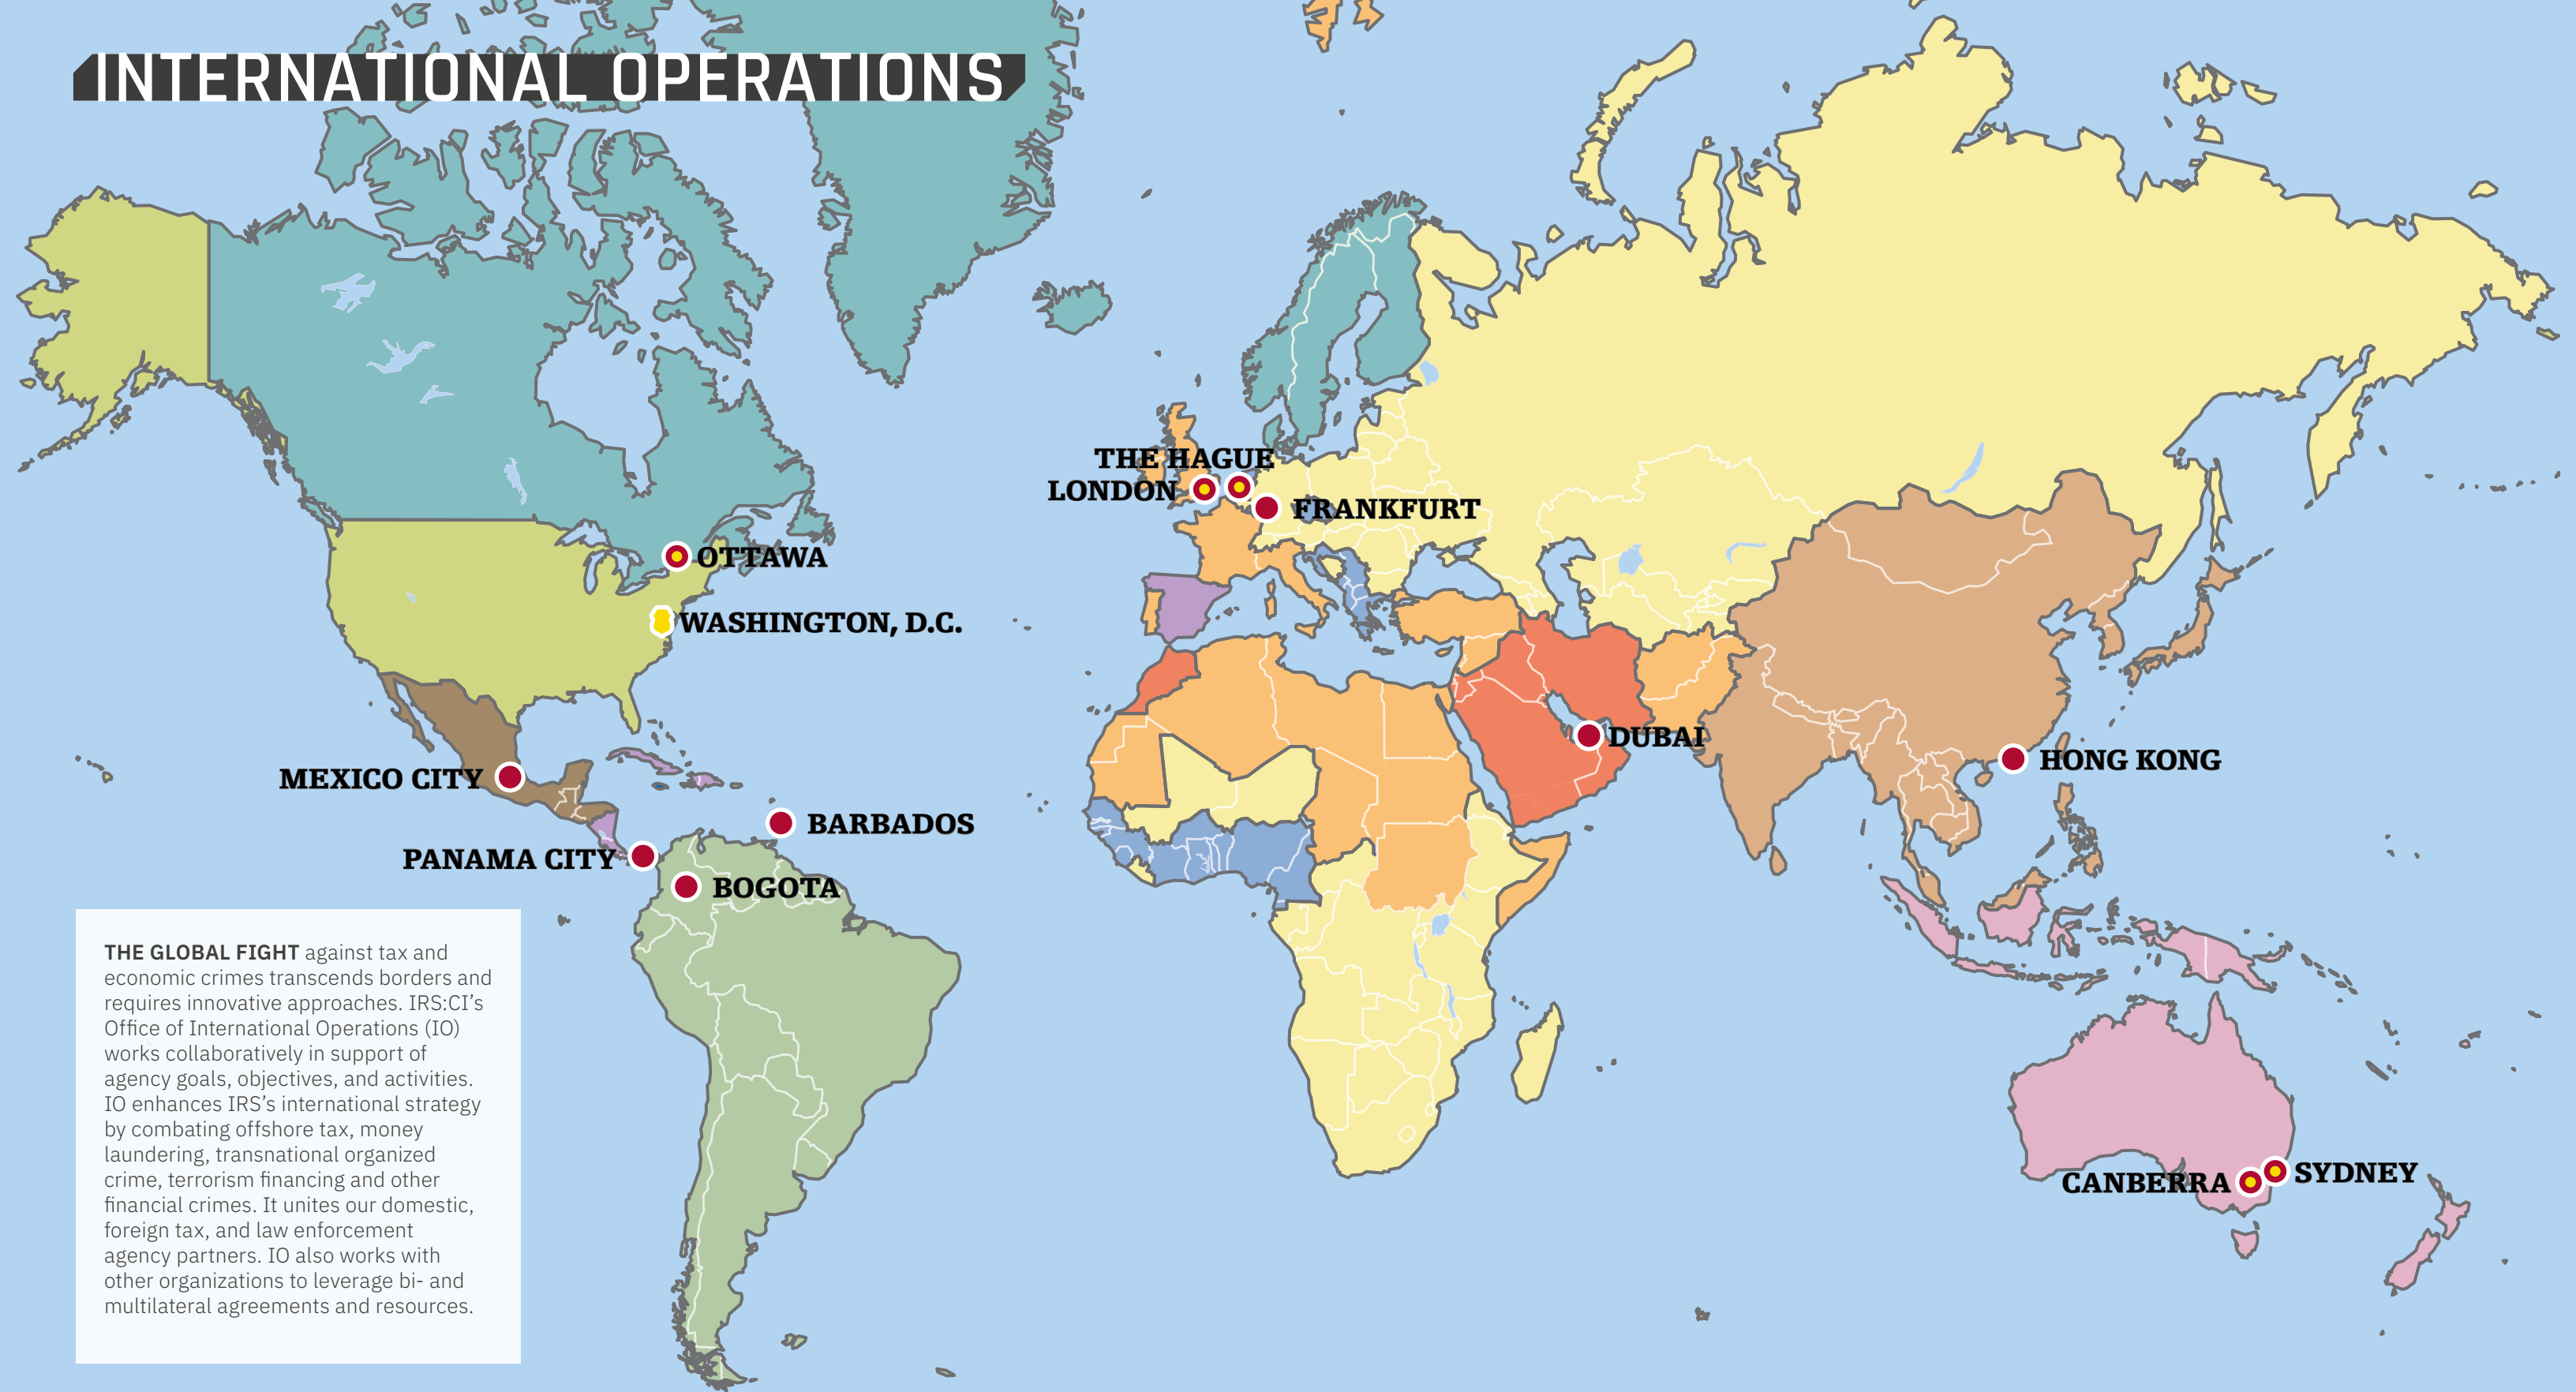 INTERNATIONAL OPERATIONS
THE HAGUE
LONDON
FRANKFURT
OTTAWA
WASHINGTON, D.C.
DUBAI
HONG KONG
MEXICO CITY
BARBADOS
PANAMA CITY
BOGOTA
CANBERRA
SYDNEY
THE GLOBAL FIGHT against tax and
economic crimes transcends borders and
requires innovative approaches. IRS:CI’s
Office of International Operations (IO)
works collaboratively in support of
agency goals, objectives, and activities.
IO enhances IRS’s international strategy
by combating offshore tax, money
laundering, transnational organized
crime, terrorism financing and other
financial crimes. It unites our domestic,
foreign tax, and law enforcement
agency partners. IO also works with
other organizations to leverage bi- and
multilateral agreements and resources.